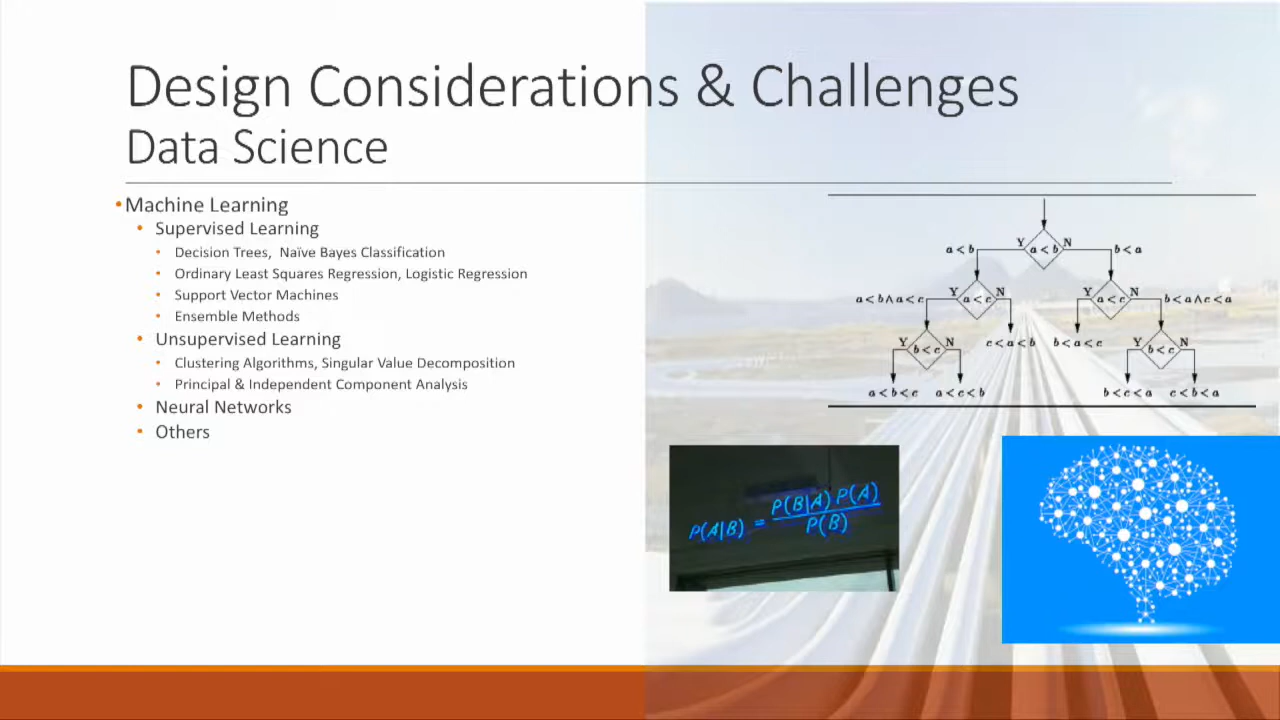 Design Considerations & Challenges
Data Science
•Machine Learning
• Supervised Learning
• Decision Trees, Naïve Bayes Classification
• Ordinary Least Squares Regression, Logistic Regression
• Support Vector Machines
• Ensemble Methods
• Unsupervised Learning
• Clustering Algorithms, Singular Value Decomposition
• Principal & Independent Component Analysis
• Neural Networks
• Others
Y a<b N
a<b b<a
Y a<c N Y a<c N
a<b∧a<c b<a∧c<a
Y b<c N c<a<b b<a<c Y b<c N
a<b<c a<c<b b<c<a c<b<a
P(A|B) = P(B|A) P(A)
P(B)